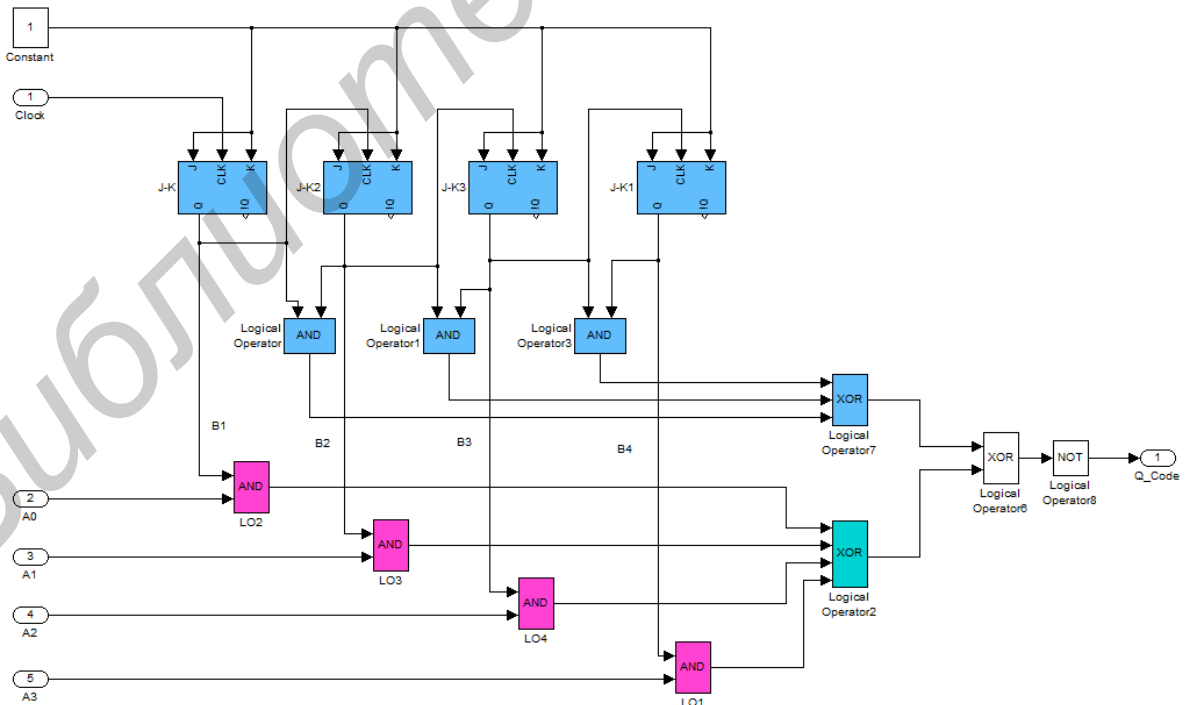 1
Constant
1
Clock
J
CLK
K
Q
!Q
J-K
J
CLK
K
Q
!Q
J-K2
J
CLK
K
Q
!Q
J-K3
J
CLK
K
Q
!Q
J-K1
AND
Logical
Operator
AND
Logical
Operator1
AND
Logical
Operator3
XOR
Logical
Operator7
B1
B2
B3
B4
XOR
Logical
Operator6
NOT
Logical
Operator8
1
Q_Code
2
A0
AND
LO2
3
A1
AND
LO3
XOR
Logical
Operator2
4
A2
AND
LO4
5
A3
AND
LO1